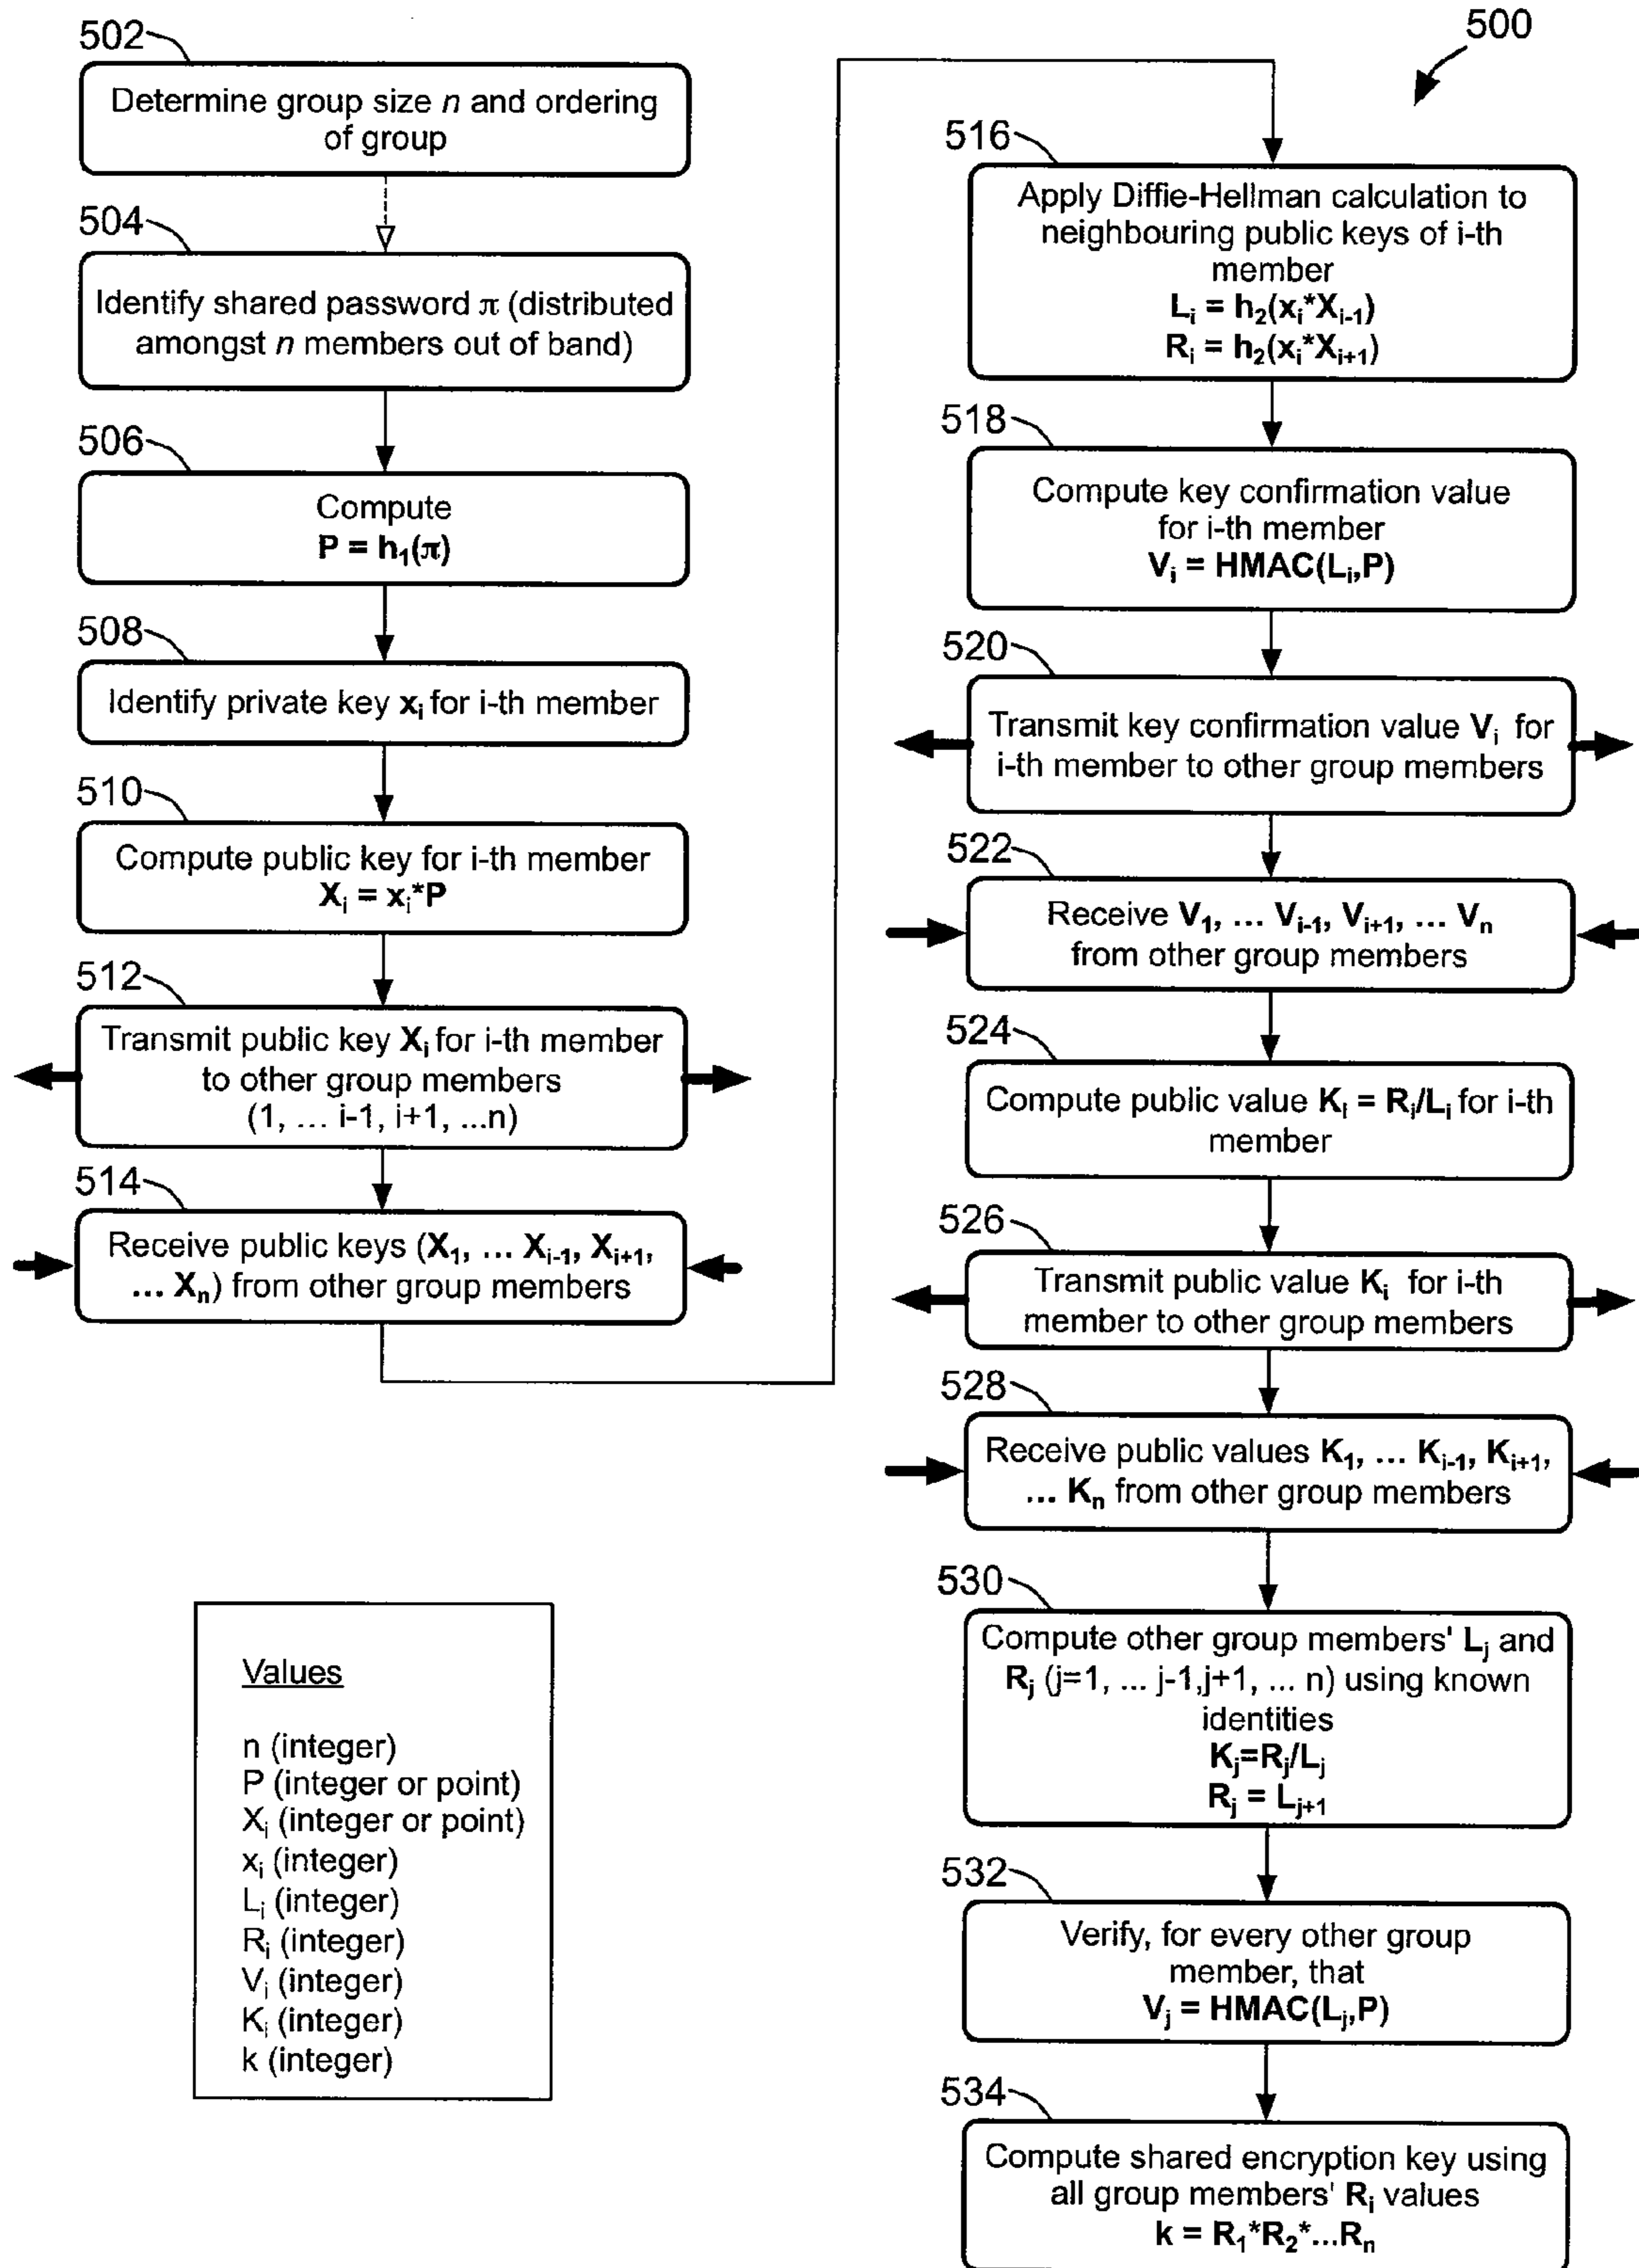 500
502
Determine group size n and ordering
of group
504
Identify shared password π (distributed
amongst n members out of band)
506
Compute
P = h₁(π)
508
Identify private key xᵢ for i-th member
510
Compute public key for i-th member
Xᵢ = xᵢ*P
512
Transmit public key Xᵢ for i-th member
to other group members
(1, ... i-1, i+1, ...n)
514
Receive public keys (X₁, ... Xᵢ₋₁, Xᵢ₊₁,
... Xₙ) from other group members
516
Apply Diffie-Hellman calculation to
neighbouring public keys of i-th
member
Lᵢ = h₂(xᵢ*Xᵢ₋₁)
Rᵢ = h₂(xᵢ*Xᵢ₊₁)
518
Compute key confirmation value
for i-th member
Vᵢ = HMAC(Lᵢ,P)
520
Transmit key confirmation value Vᵢ for
i-th member to other group members
522
Receive V₁, ... Vᵢ₋₁, Vᵢ₊₁, ... Vₙ
from other group members
524
Compute public value Kᵢ = Rᵢ/Lᵢ for i-th
member
526
Transmit public value Kᵢ for i-th
member to other group members
528
Receive public values K₁, ... Kᵢ₋₁, Kᵢ₊₁,
... Kₙ from other group members
530
Compute other group members' Lⱼ and
Rⱼ (j=1, ... j-1,j+1, ... n) using known
identities
Kⱼ=Rⱼ/Lⱼ
Rⱼ = Lⱼ₊₁
532
Verify, for every other group
member, that
Vⱼ = HMAC(Lⱼ,P)
534
Compute shared encryption key using
all group members' Rᵢ values
k = R₁*R₂*...Rₙ
Values
n (integer)
P (integer or point)
Xᵢ (integer or point)
xᵢ (integer)
Lᵢ (integer)
Rᵢ (integer)
Vᵢ (integer)
Kᵢ (integer)
k (integer)